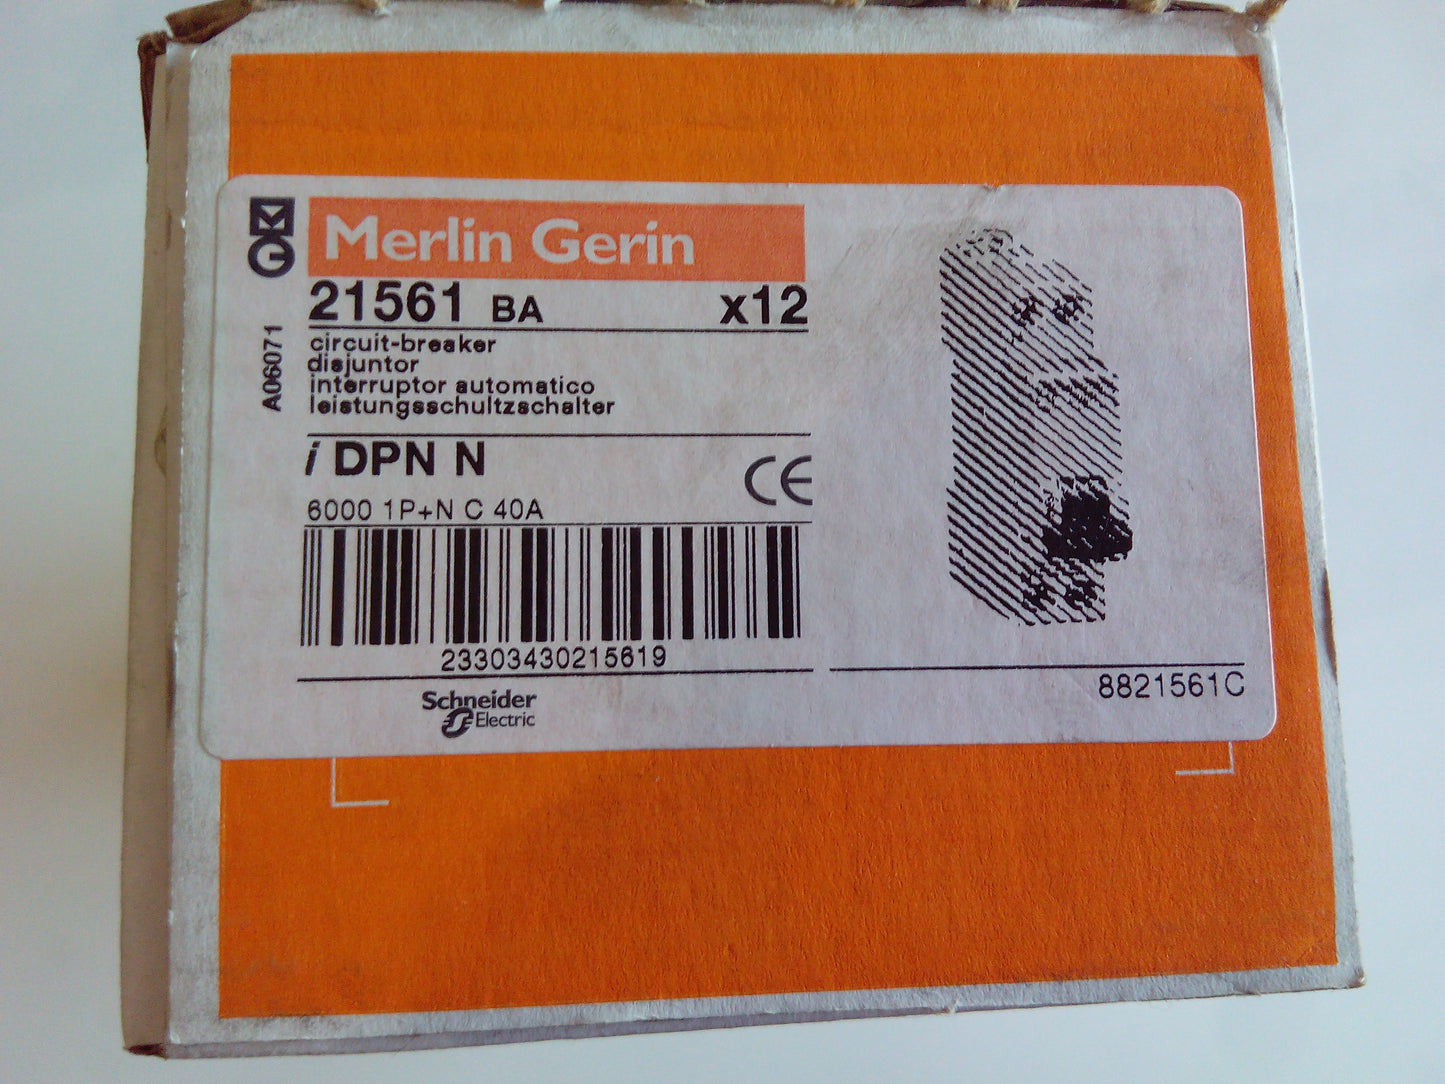 Merlin Gerin
21561 BA x12
A06071
circuit-breaker
disjuntor
interruptor automatico
leistungsschultzschalter
i DPN N
CE
6000 1P+N C 40A
23303430215619
8821561C
Schneider
Electric